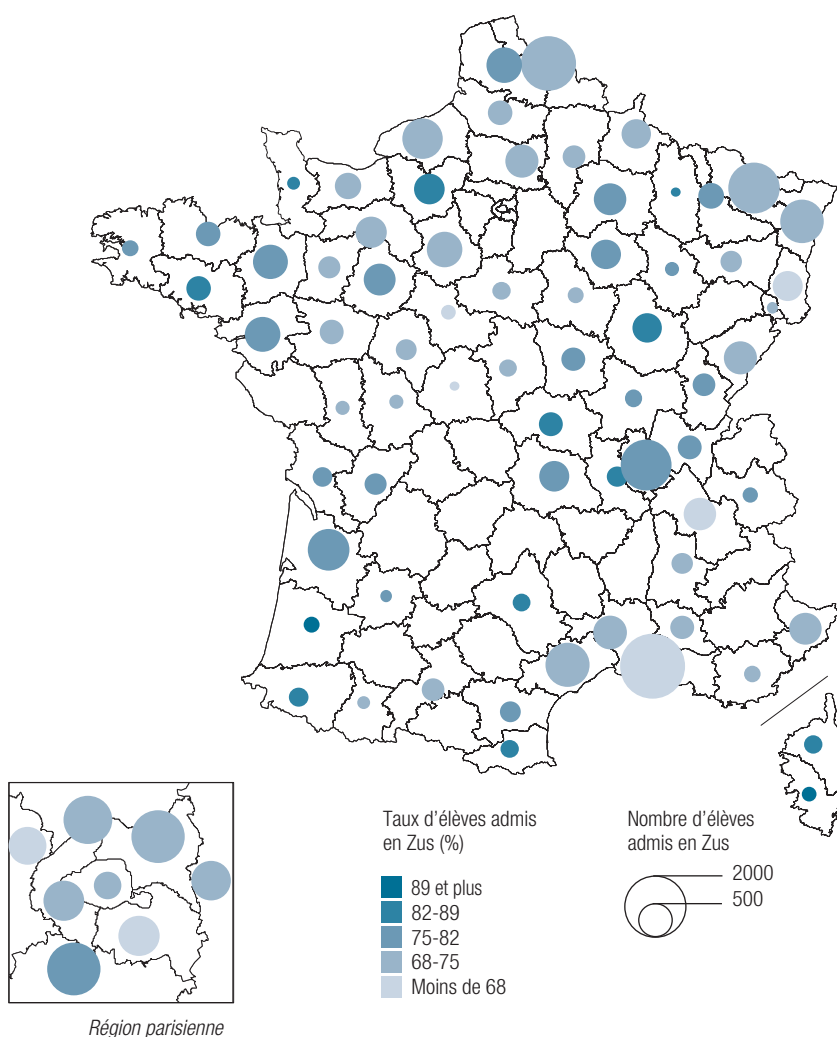 Taux d'élèves admis
en Zus (%)
89 et plus
82-89
75-82
68-75
Moins de 68
Nombre d'élèves
admis en Zus
2000
500
Région parisienne